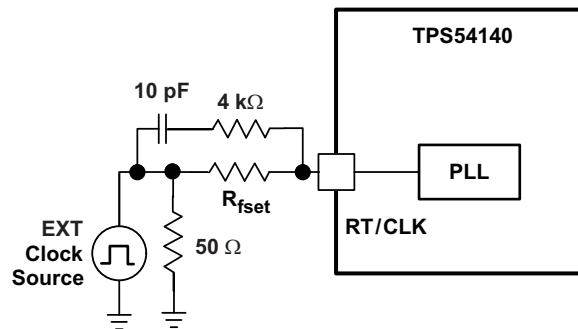 TPS54140
10 pF
4 kΩ
PLL
Rfset
RT/CLK
EXT
Clock
Source
50 Ω